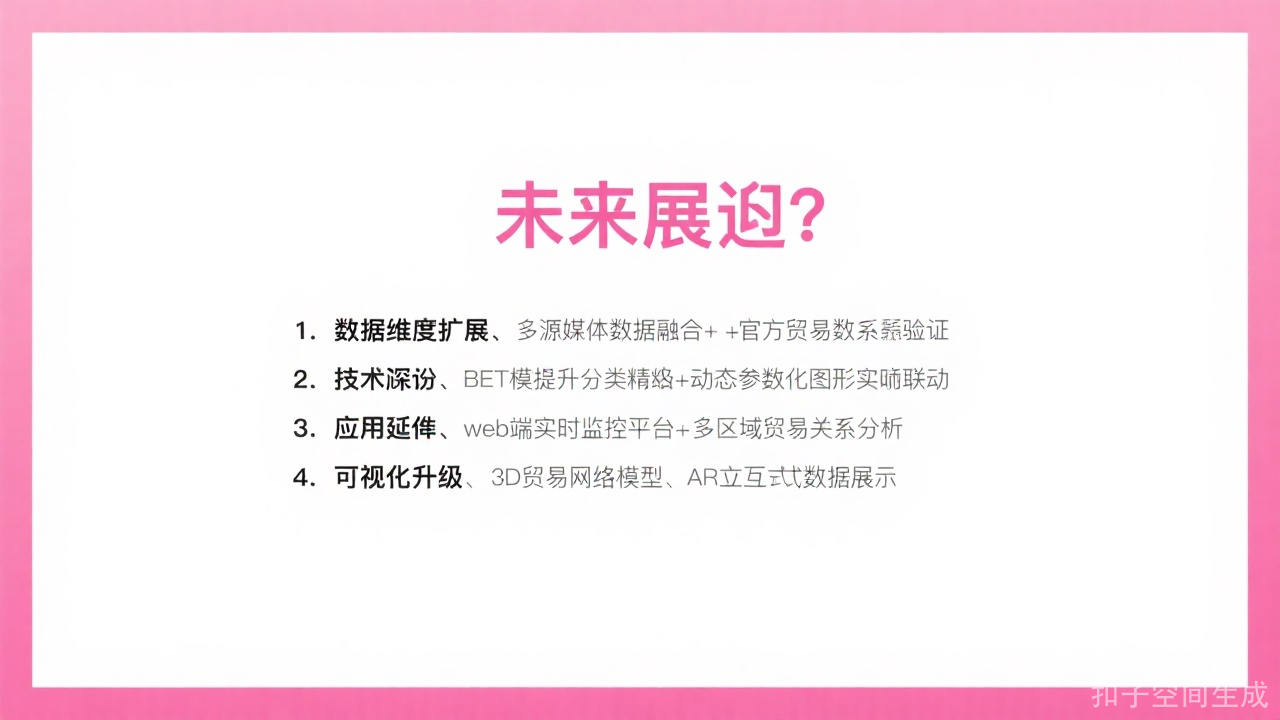 未来展?
1. 数据维度扩展、多源媒体数据融合+ +官方贸易数系验证
2. 技术深、BET模提升分类精+动态参数化图形实联动
3. 应用延、web端实时监控平台+多区域贸易关系分析
4. 可视化升级、3D贸易网络模型、AR立互式数据展示
扣子空间生成